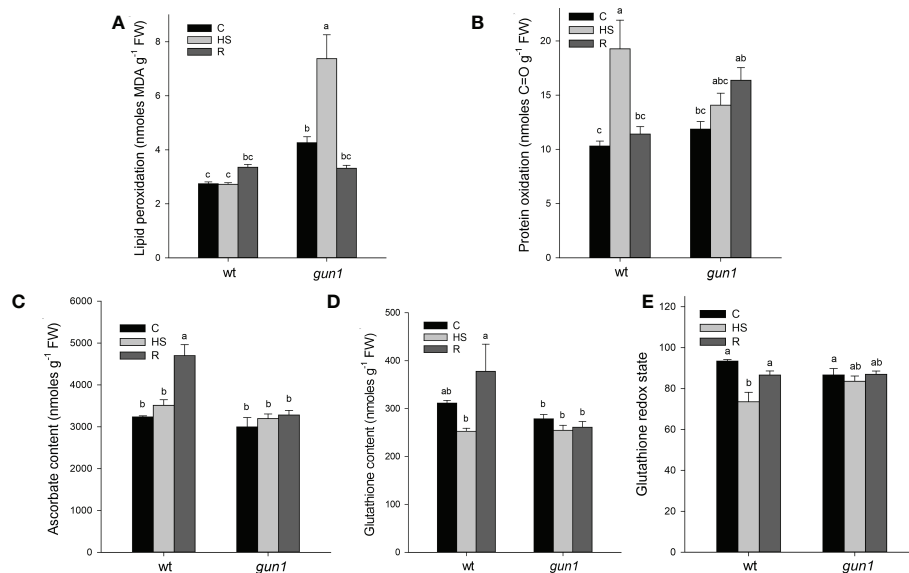 A
Lipid peroxidation (nmoles MDA g-1 FW)
8
6
4
2
0
C
HS
R
c
c
bc
b
a
bc
wt
gun1
B
Protein oxidation (nmoles C=O g-1 FW)
20
15
10
5
0
C
HS
R
c
a
bc
bc
abc
ab
wt
gun1
C
Ascorbate content (nmoles g-1 FW)
6000
5000
4000
3000
2000
1000
0
C
HS
R
b
b
a
b
b
b
wt
gun1
D
Glutathione content (nmoles g-1 FW)
500
400
300
200
100
0
C
HS
R
ab
b
a
b
b
b
wt
gun1
E
Glutathione redox state
120
100
80
60
40
20
0
C
HS
R
a
b
a
a
ab
ab
wt
gun1